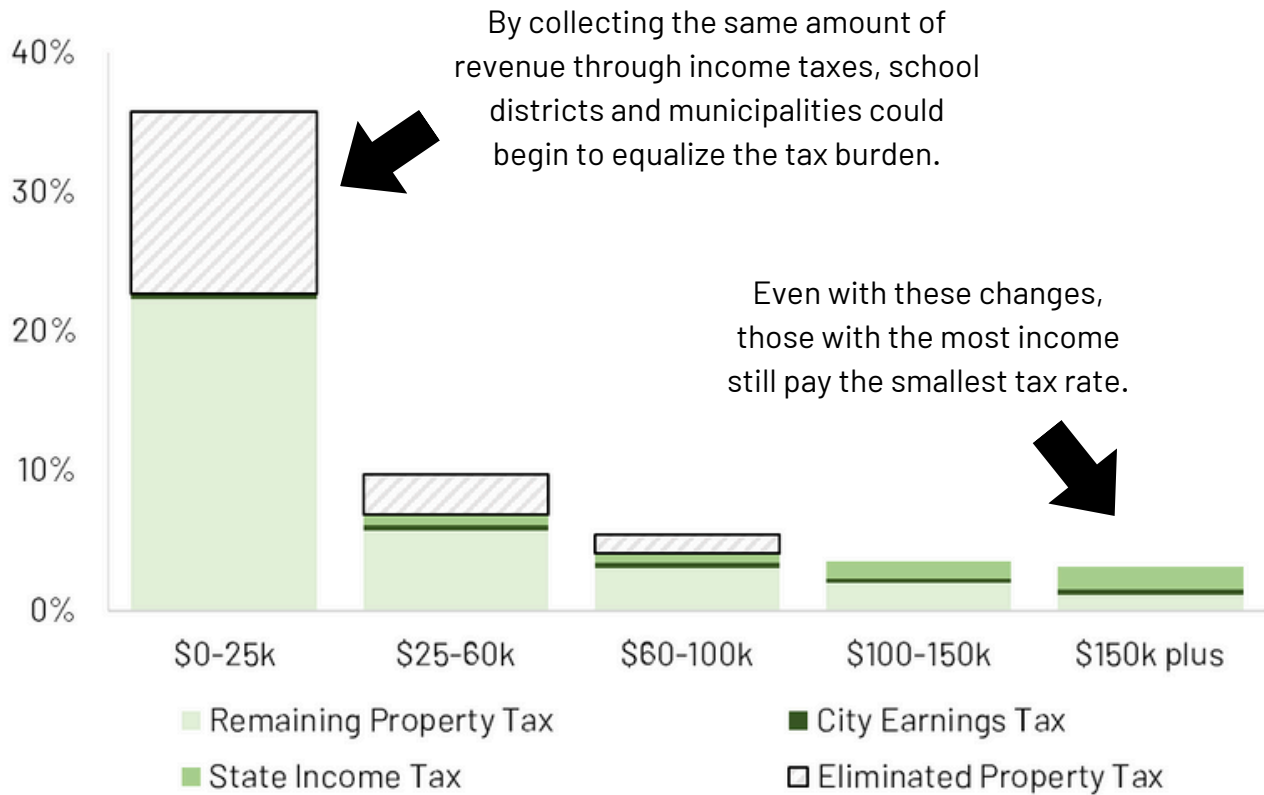 By collecting the same amount of
revenue through income taxes, school
districts and municipalities could
begin to equalize the tax burden.
40%
30%
20%
10%
0%
Even with these changes,
those with the most income
still pay the smallest tax rate.
$0-25k
$25-60k
$60-100k
$100-150k
$150k plus
Remaining Property Tax
City Earnings Tax
State Income Tax
Eliminated Property Tax